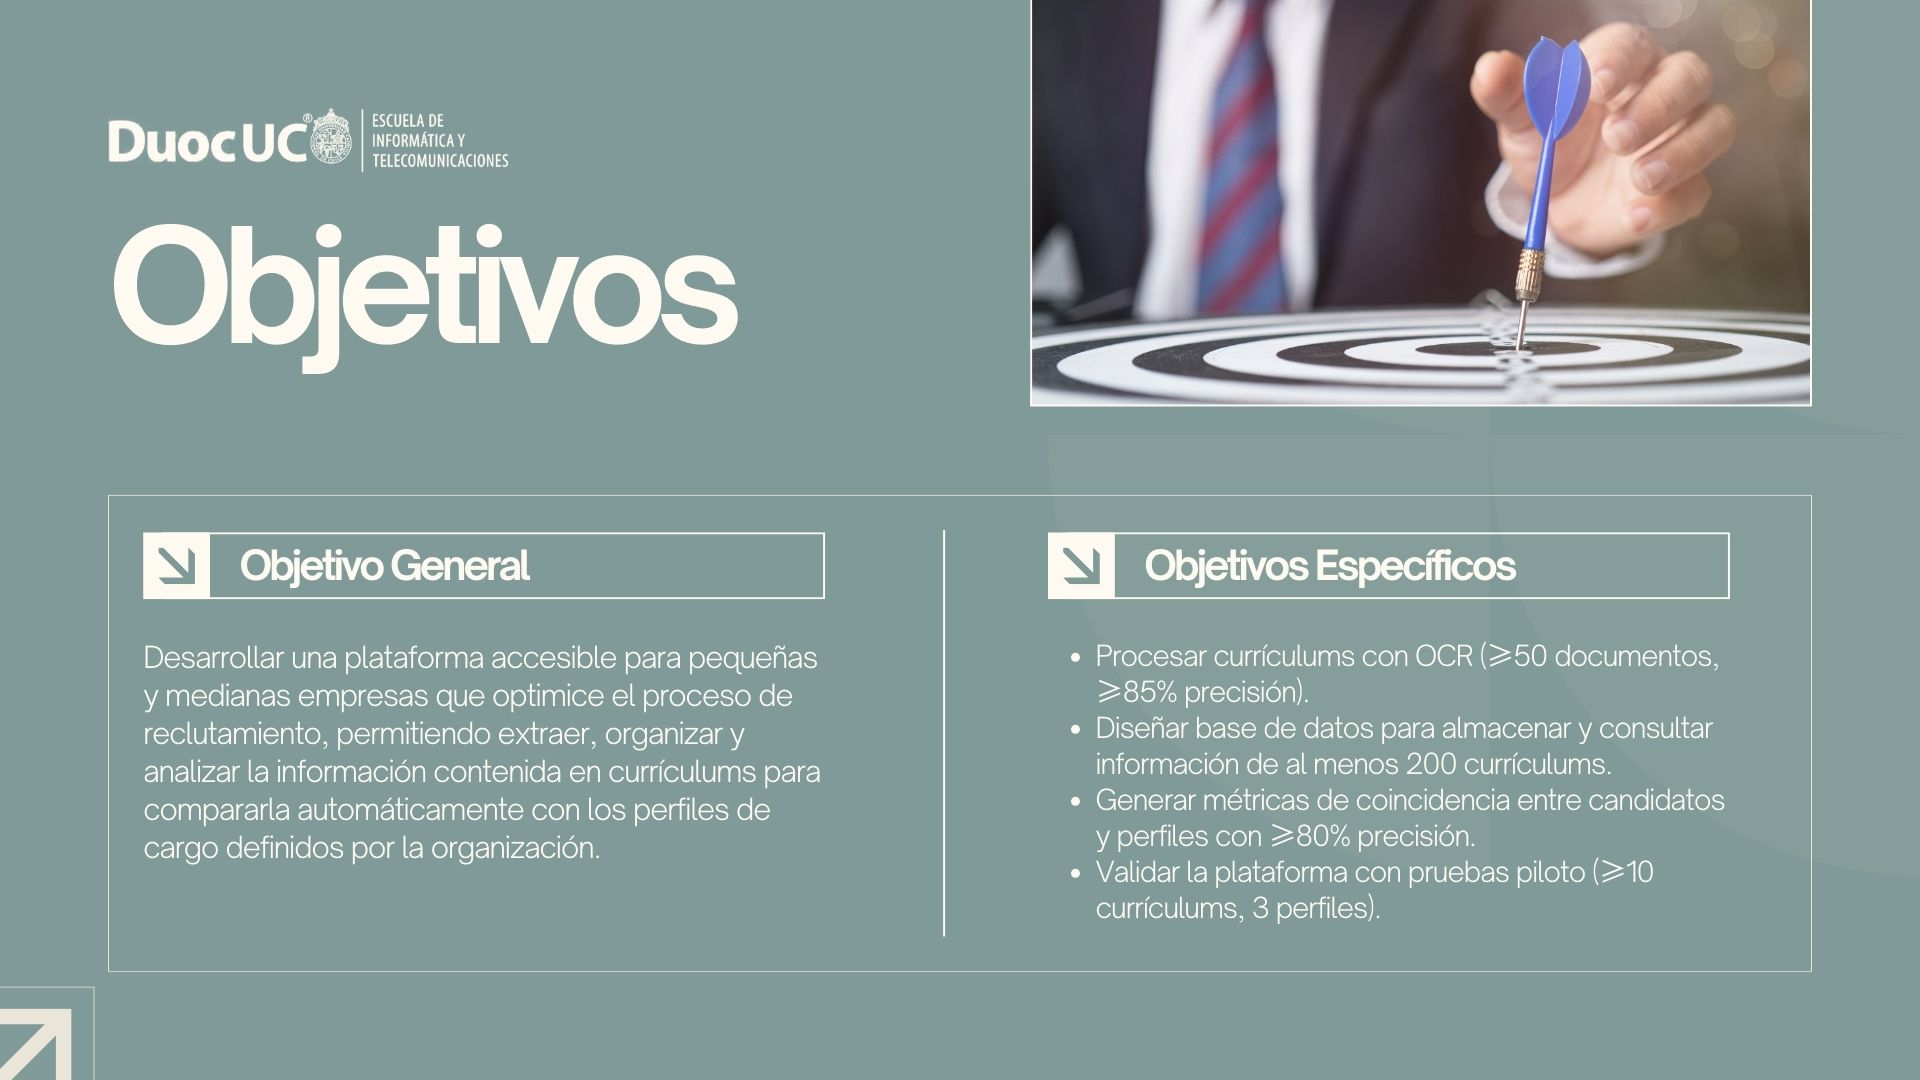 DuocUC®
ESCUELA DE
INFORMÁTICA Y
TELECOMUNICACIONES
Objetivos
Objetivo General
Desarrollar una plataforma accesible para pequeñas
y medianas empresas que optimice el proceso de
reclutamiento, permitiendo extraer, organizar y
analizar la información contenida en currículums para
compararla automáticamente con los perfiles de
cargo definidos por la organización.
Objetivos Específicos
• Procesar currículums con OCR (⩾50 documentos,
⩾85% precisión).
• Diseñar base de datos para almacenar y consultar
información de al menos 200 currículums.
• Generar métricas de coincidencia entre candidatos
y perfiles con ⩾80% precisión.
• Validar la plataforma con pruebas piloto (⩾10
currículums, 3 perfiles).